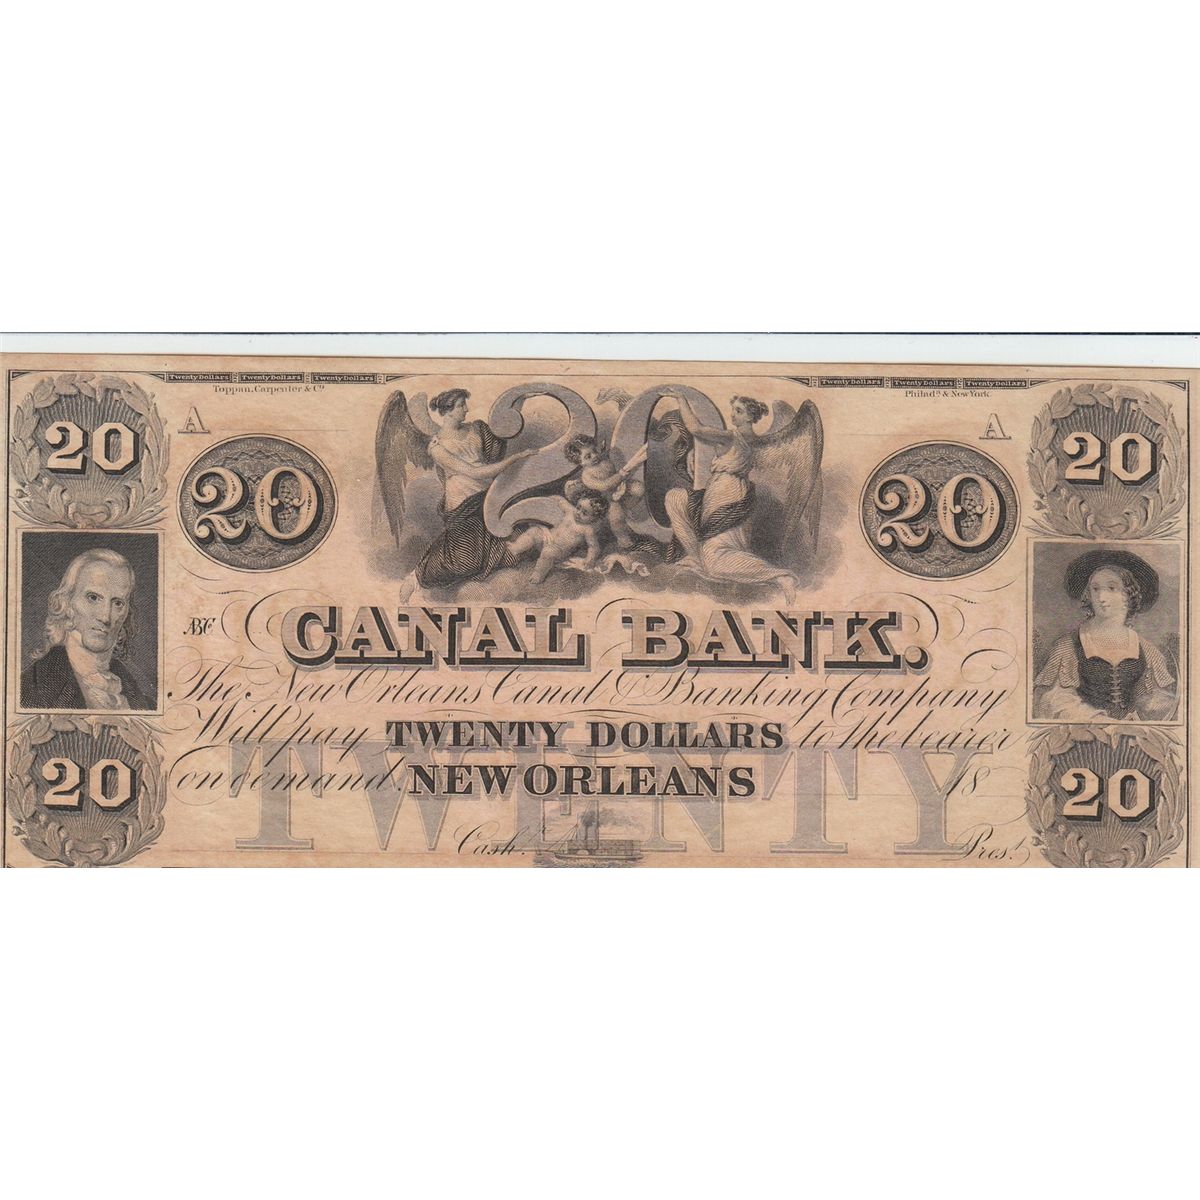 Twenty Dollars Twenty Dollars Twenty Dollars
Twenty Dollars Twenty Dollars Twenty Dollars
Toppan, Carpenter & Co.
Philada. & New York
A
A
20
20
20
20
20
ABC
CANAL BANK.
The New Orleans Canal & Banking Company
Will pay TWENTY DOLLARS to the bearer
on demand. NEW ORLEANS 18
TWENTY
20
20
Cash.r
Pres.t